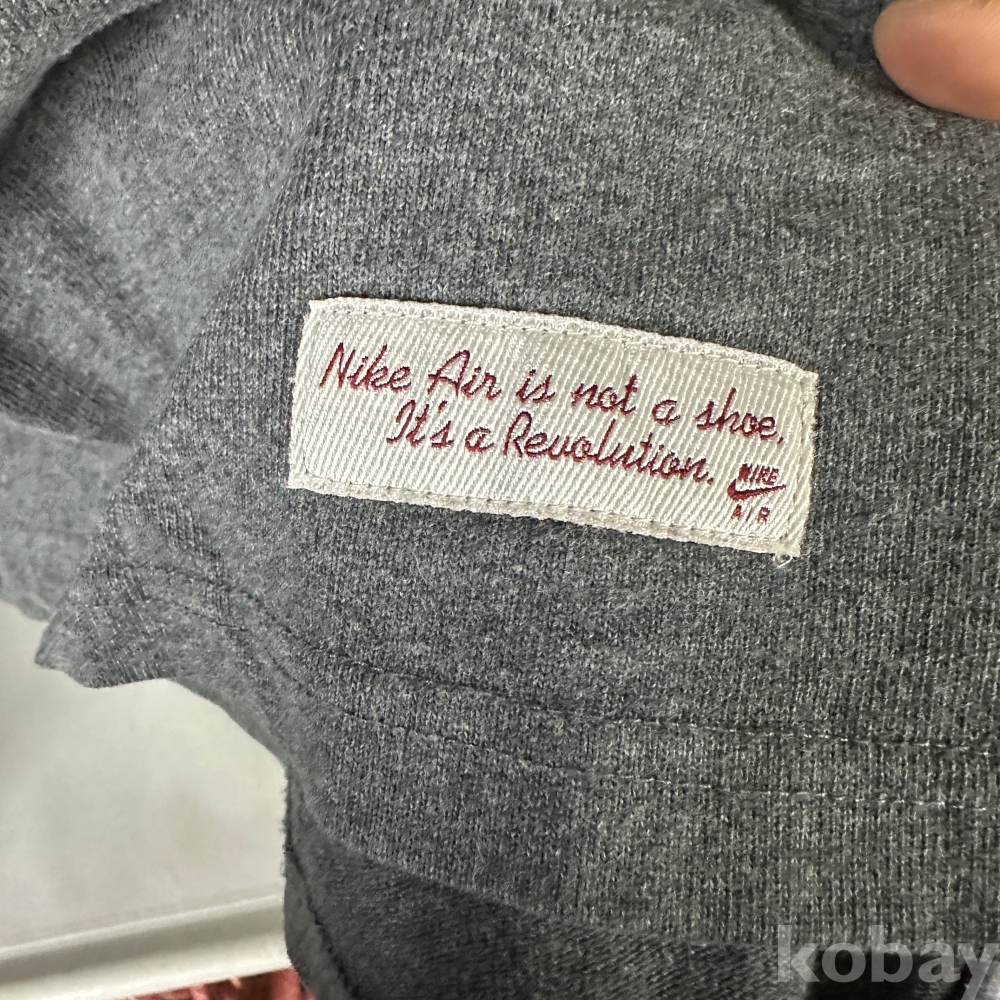 Nike Air is not a shoe.
It's a Revolution.
NIKE
AIR
kobay